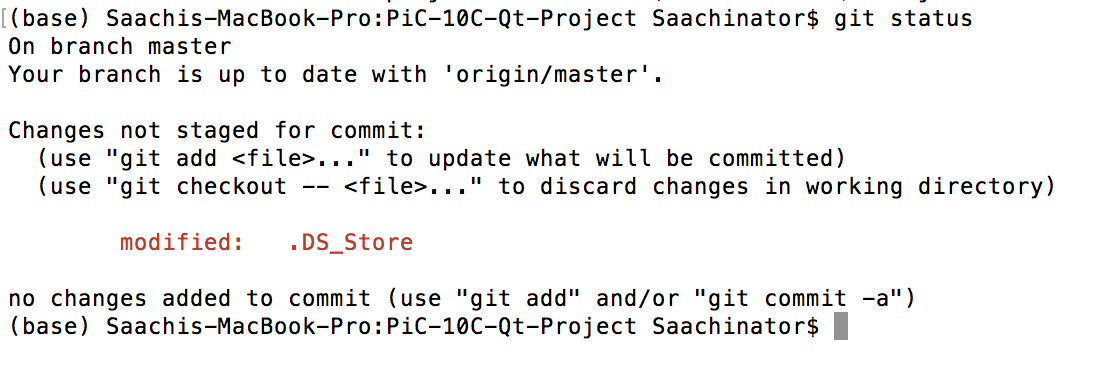 [(base) Saachis-MacBook-Pro:PiC-10C-Qt-Project Saachinator$ git status
On branch master
Your branch is up to date with 'origin/master'.
Changes not staged for commit:
(use "git add <file>..." to update what will be committed)
(use "git checkout -- <file>..." to discard changes in working directory)
modified: .DS_Store
no changes added to commit (use "git add" and/or "git commit -a")
(base) Saachis-MacBook-Pro:PiC-10C-Qt-Project Saachinator$